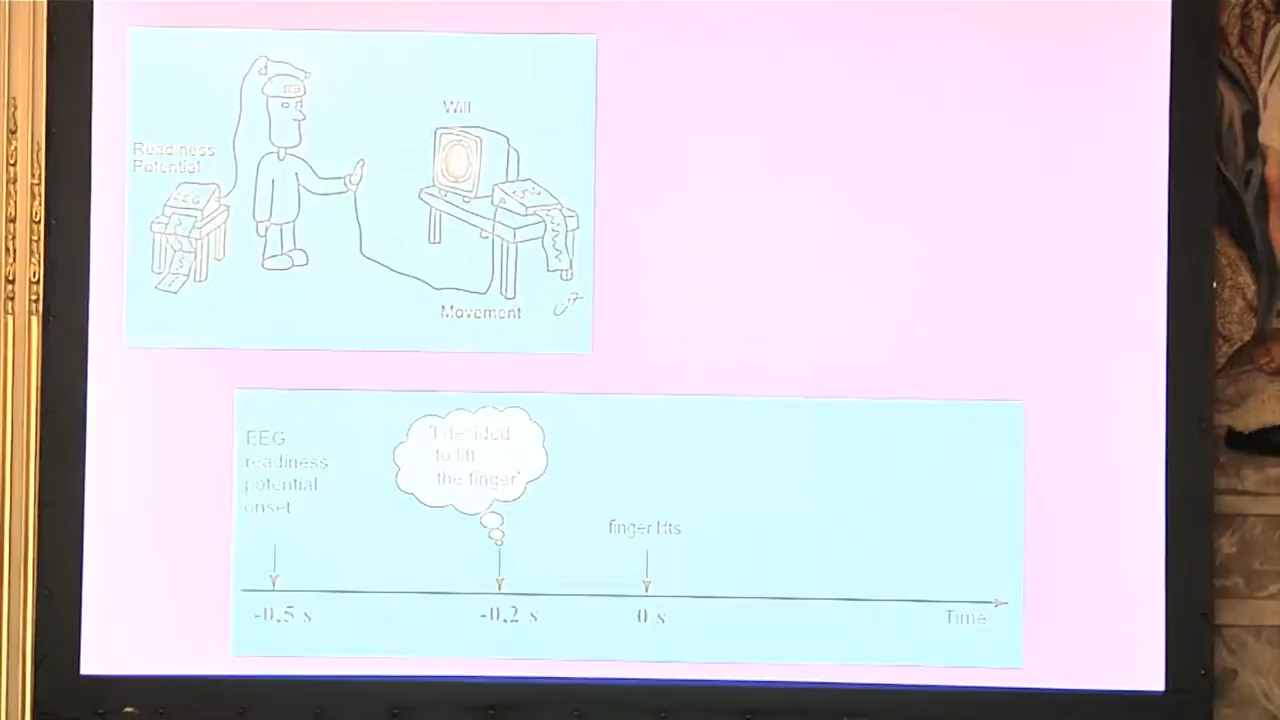 Will
Readiness
Potential
EEG
Movement
EEG
readiness
potential
onset
'I decided
to lift
the finger'
finger lifts
-0,5 s
-0,2 s
0 s
Time